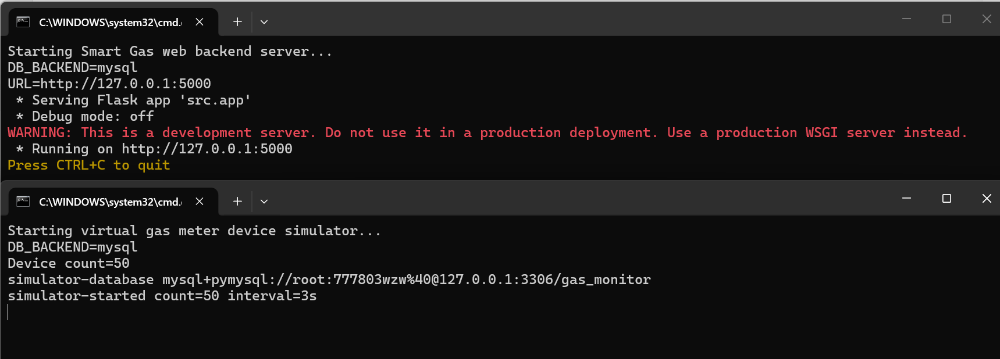 C:\WINDOWS\system32\cmd.
Starting Smart Gas web backend server...
DB_BACKEND=mysql
URL=http://127.0.0.1:5000
 * Serving Flask app 'src.app'
 * Debug mode: off
WARNING: This is a development server. Do not use it in a production deployment. Use a production WSGI server instead.
 * Running on http://127.0.0.1:5000
Press CTRL+C to quit
C:\WINDOWS\system32\cmd.
Starting virtual gas meter device simulator...
DB_BACKEND=mysql
Device count=50
simulator-database mysql+pymysql://root:777803wzw%40@127.0.0.1:3306/gas_monitor
simulator-started count=50 interval=3s